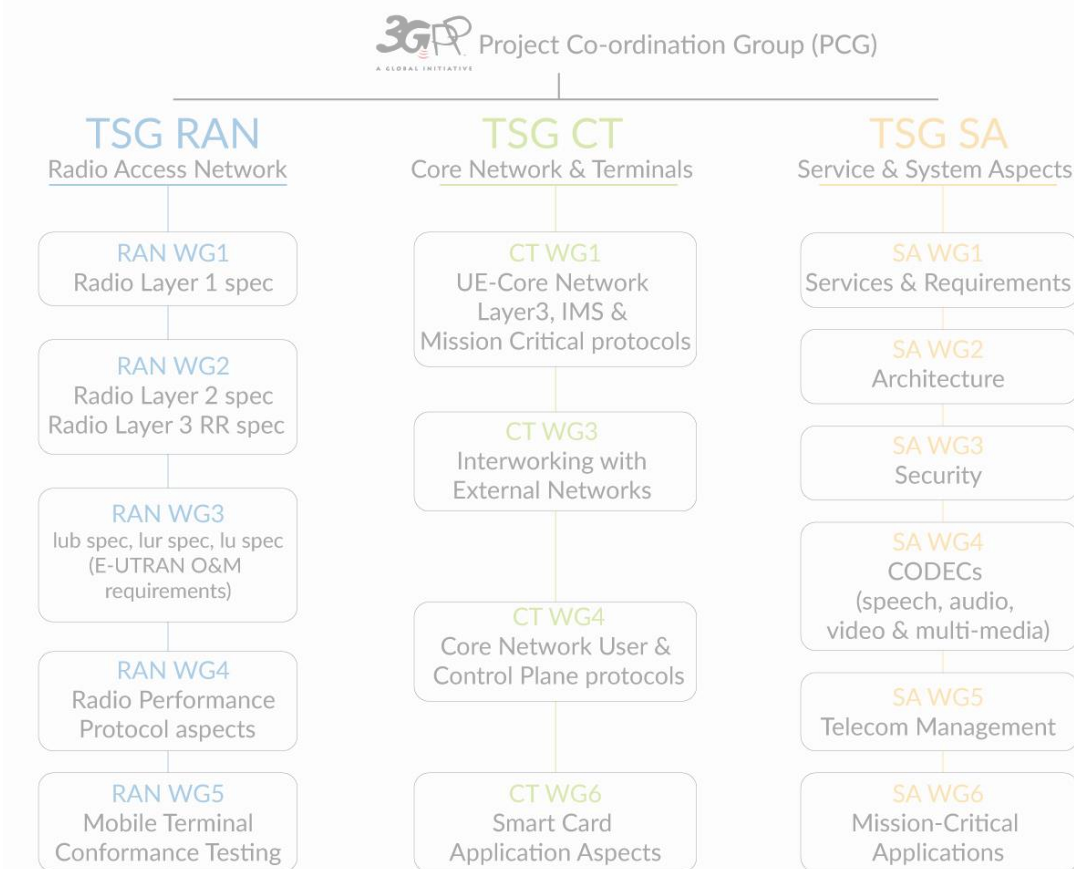 3GPP
A GLOBAL INITIATIVE
Project Co-ordination Group (PCG)
TSG RAN
Radio Access Network
RAN WG1
Radio Layer 1 spec
RAN WG2
Radio Layer 2 spec
Radio Layer 3 RR spec
RAN WG3
lub spec, lur spec, lu spec
(E-UTRAN O&M
requirements)
RAN WG4
Radio Performance
Protocol aspects
RAN WG5
Mobile Terminal
Conformance Testing
TSG CT
Core Network & Terminals
CT WG1
UE-Core Network
Layer3, IMS &
Mission Critical protocols
CT WG3
Interworking with
External Networks
CT WG4
Core Network User &
Control Plane protocols
CT WG6
Smart Card
Application Aspects
TSG SA
Service & System Aspects
SA WG1
Services & Requirements
SA WG2
Architecture
SA WG3
Security
SA WG4
CODECs
(speech, audio,
video & multi-media)
SA WG5
Telecom Management
SA WG6
Mission-Critical
Applications